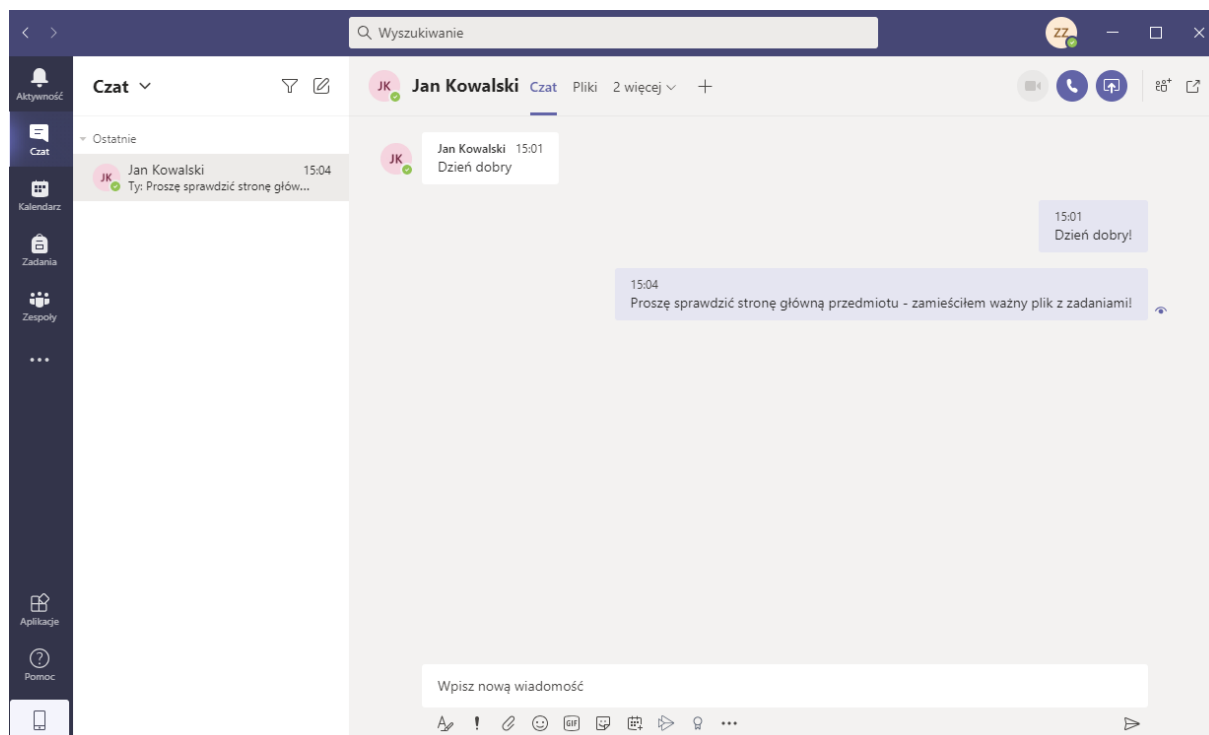 Wyszukiwanie
ZZ
Aktywność
Czat
Kalendarz
Zadania
Zespoły
Aplikacje
Pomoc
Czat
Ostatnie
JK
Jan Kowalski 15:04
Ty: Proszę sprawdzić stronę głów...
JK Jan Kowalski Czat Pliki 2 więcej
JK
Jan Kowalski 15:01
Dzień dobry
15:01
Dzień dobry!
15:04
Proszę sprawdzić stronę główną przedmiotu - zamieściłem ważny plik z zadaniami!
Wpisz nową wiadomość
GIF